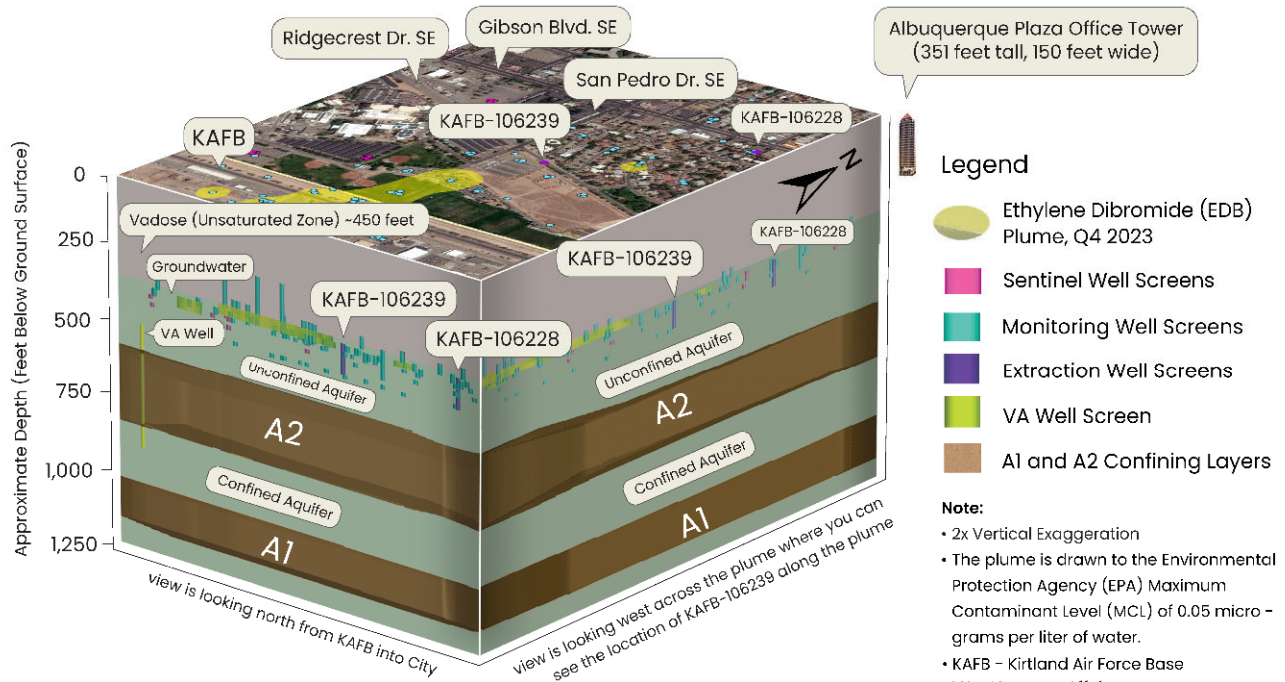 Ridgecrest Dr. SE
Gibson Blvd. SE
San Pedro Dr. SE
Albuquerque Plaza Office Tower
(351 feet tall, 150 feet wide)
KAFB
KAFB-106239
KAFB-106228
N
Approximate Depth (Feet Below Ground Surface)
0
250
500
750
1,000
1,250
Vadose (Unsaturated Zone) ~450 feet
Groundwater
VA Well
KAFB-106239
KAFB-106228
KAFB-106239
KAFB-106228
Unconfined Aquifer
A2
Confined Aquifer
A1
Unconfined Aquifer
A2
Confined Aquifer
A1
view is looking north from KAFB into City
view is looking west across the plume where you can
see the location of KAFB-106239 along the plume
Legend
Ethylene Dibromide (EDB)
Plume, Q4 2023
Sentinel Well Screens
Monitoring Well Screens
Extraction Well Screens
VA Well Screen
A1 and A2 Confining Layers
Note:
• 2x Vertical Exaggeration
• The plume is drawn to the Environmental
Protection Agency (EPA) Maximum
Contaminant Level (MCL) of 0.05 micro -
grams per liter of water.
• KAFB - Kirtland Air Force Base